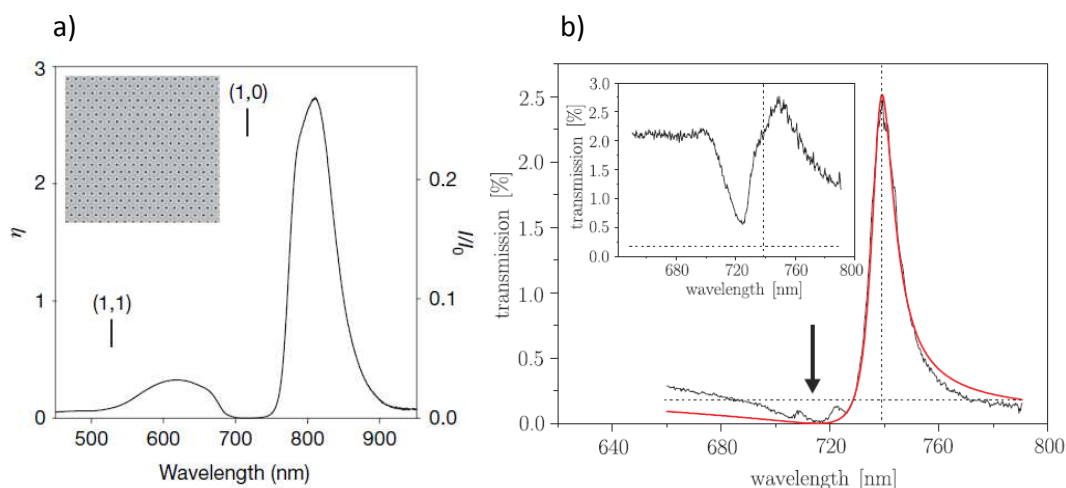 a)
3
2
1
0
η
(1,0)
(1,1)
0.2
0.1
0.0
I/I0
500 600 700 800 900
Wavelength (nm)
b)
2.5
2.0
1.5
1.0
0.5
0.0
transmission [%]
3.0
2.5
2.0
1.5
1.0
0.5
0.0
transmission [%]
680 720 760 800
wavelength [nm]
640 680 720 760 800
wavelength [nm]